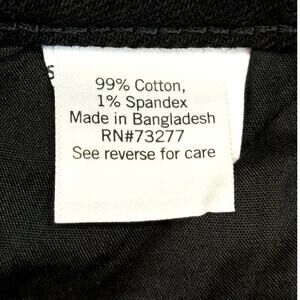 S
99% Cotton,
1% Spandex
Made in Bangladesh
RN#73277
See reverse for care